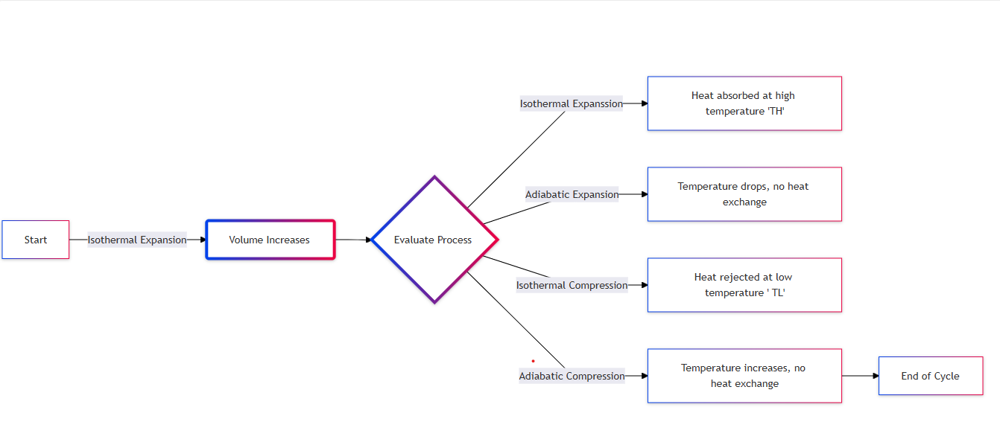 Start
Isothermal Expansion
Volume Increases
Evaluate Process
Isothermal Expanssion
Heat absorbed at high
temperature 'TH'
Adiabatic Expansion
Temperature drops, no heat
exchange
Isothermal Compression
Heat rejected at low
temperature ' TL'
Adiabatic Compression
Temperature increases, no
heat exchange
End of Cycle